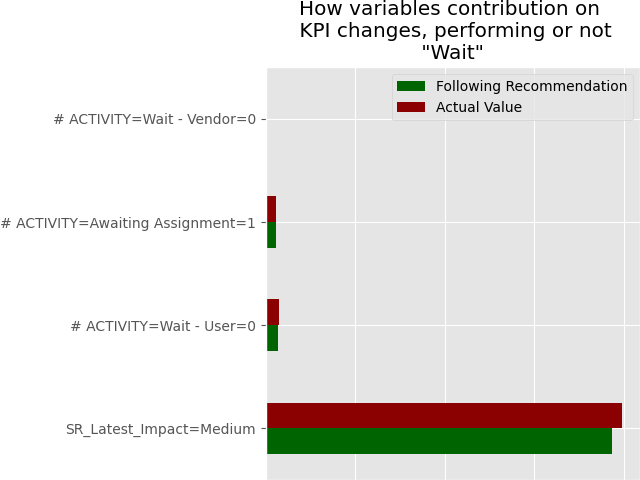 How variables contribution on
KPI changes, performing or not
"Wait"
Following Recommendation
Actual Value
# ACTIVITY=Wait - Vendor=0
# ACTIVITY=Awaiting Assignment=1
# ACTIVITY=Wait - User=0
SR_Latest_Impact=Medium